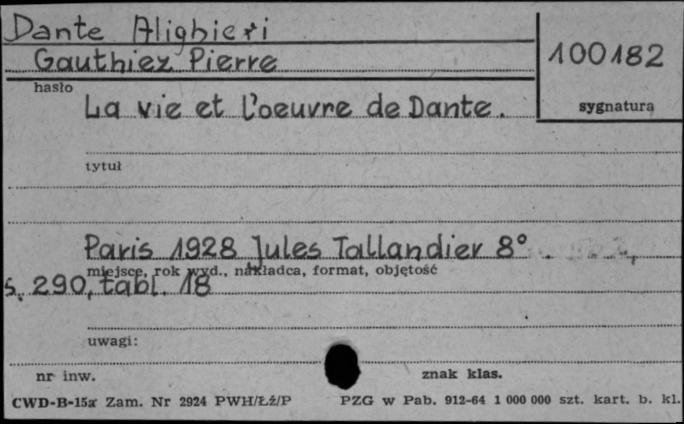 Dante Alighieri
Gauthiez Pierre
100182
hasło
La vie et l'oeuvre de Dante.
sygnatura
tytuł
Paris 1928 Jules Tallandier 8°
miejsce, rok wyd., nakładca, format, objętość
s. 290, tabl. 18
uwagi:
nr inw.
znak klas.
CWD-B-15a Zam. Nr 2924 PWH/Łź/P PZG w Pab. 912-64 1 000 000 szt. kart. b. kl.